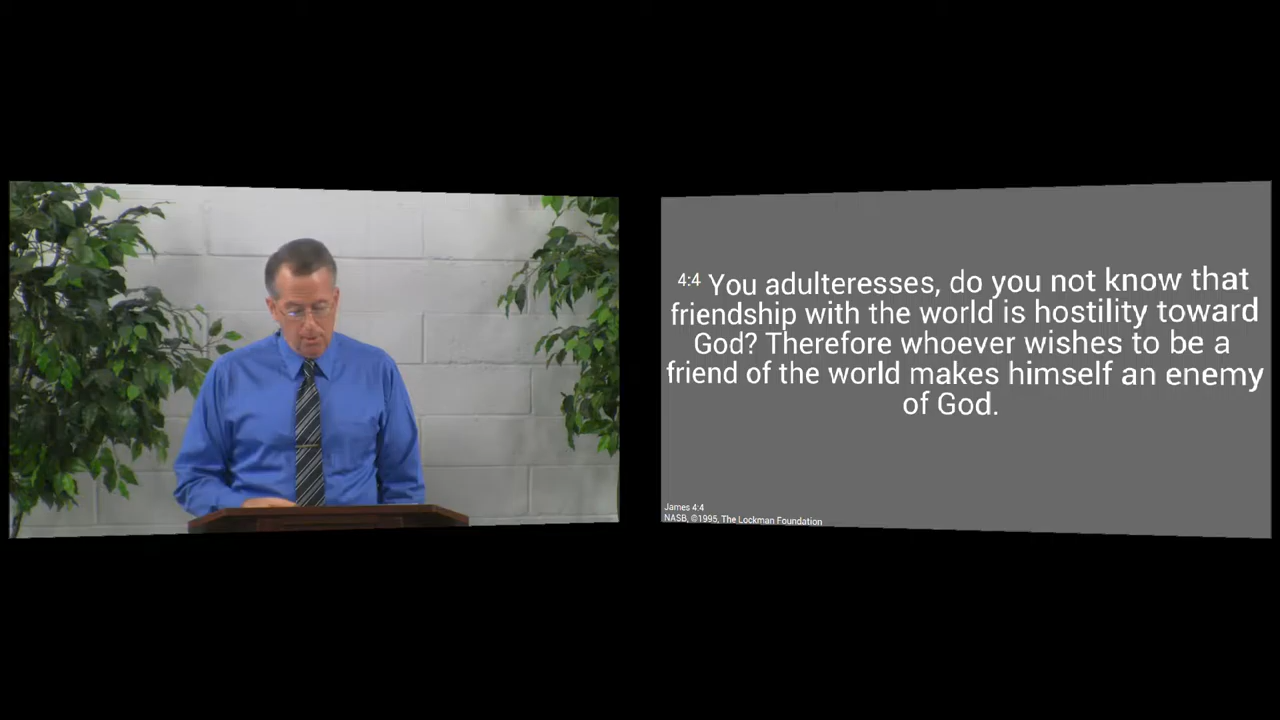 4:4 You adulteresses, do you not know that
friendship with the world is hostility toward
God? Therefore whoever wishes to be a
friend of the world makes himself an enemy
of God.
James 4:4
NASB, ©1995, The Lockman Foundation